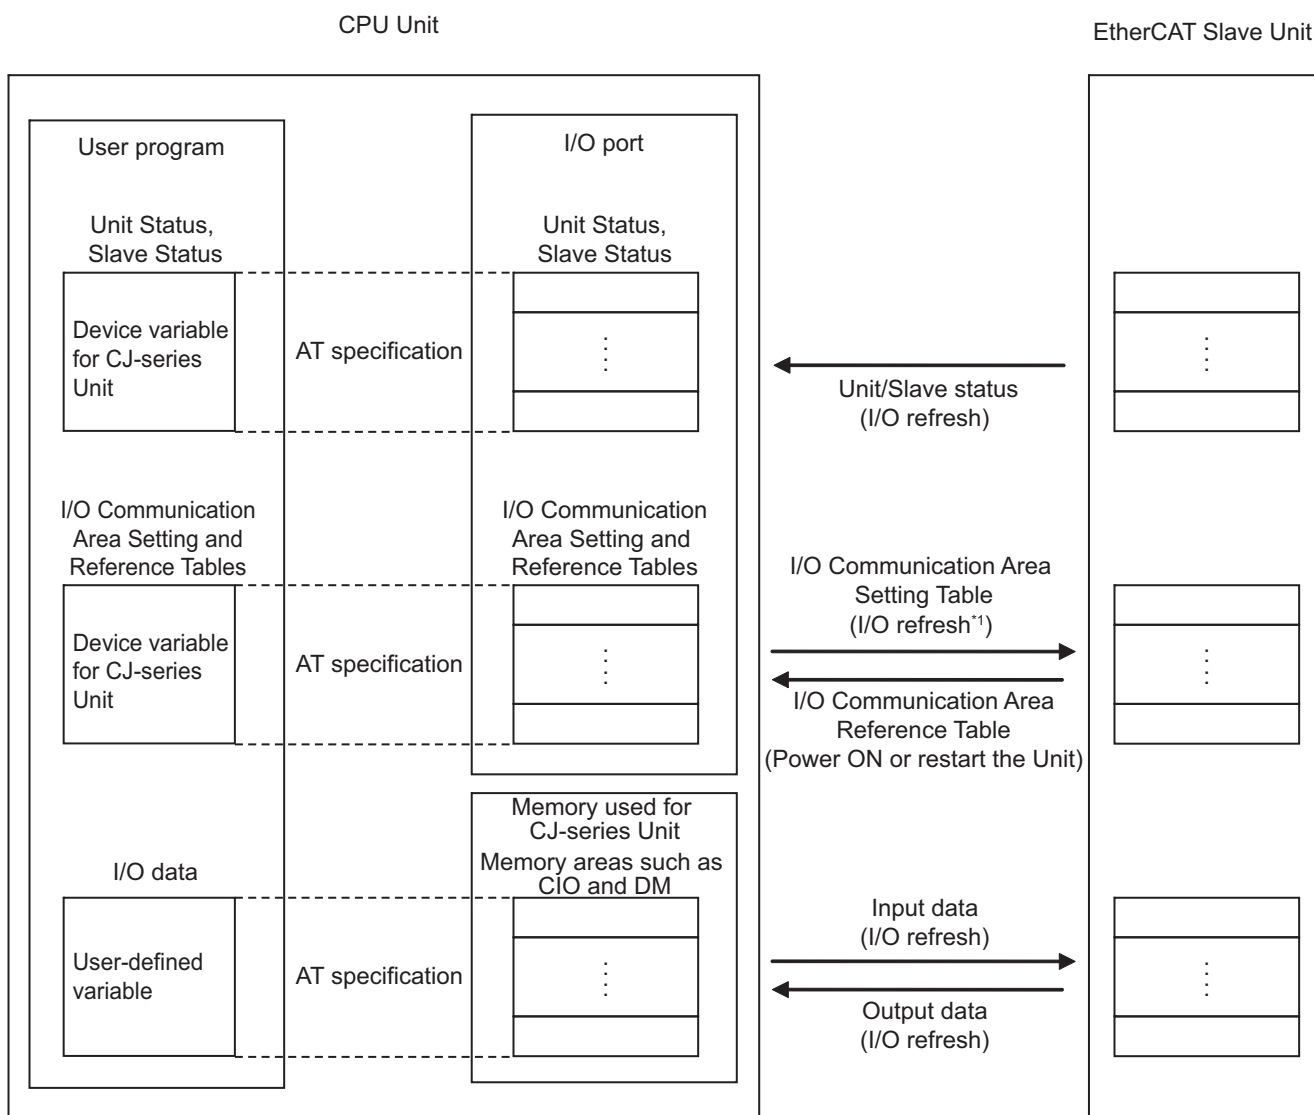 CPU Unit
EtherCAT Slave Unit
User program
I/O port
Unit Status,
Slave Status
Unit Status,
Slave Status
Device variable
for CJ-series
Unit
AT specification
Unit/Slave status
(I/O refresh)
I/O Communication
Area Setting and
Reference Tables
I/O Communication
Area Setting and
Reference Tables
Device variable
for CJ-series
Unit
AT specification
I/O Communication Area
Setting Table
(I/O refresh*1)
I/O Communication Area
Reference Table
(Power ON or restart the Unit)
Memory used for
CJ-series Unit
Memory areas such as
CIO and DM
I/O data
User-defined
variable
AT specification
Input data
(I/O refresh)
Output data
(I/O refresh)